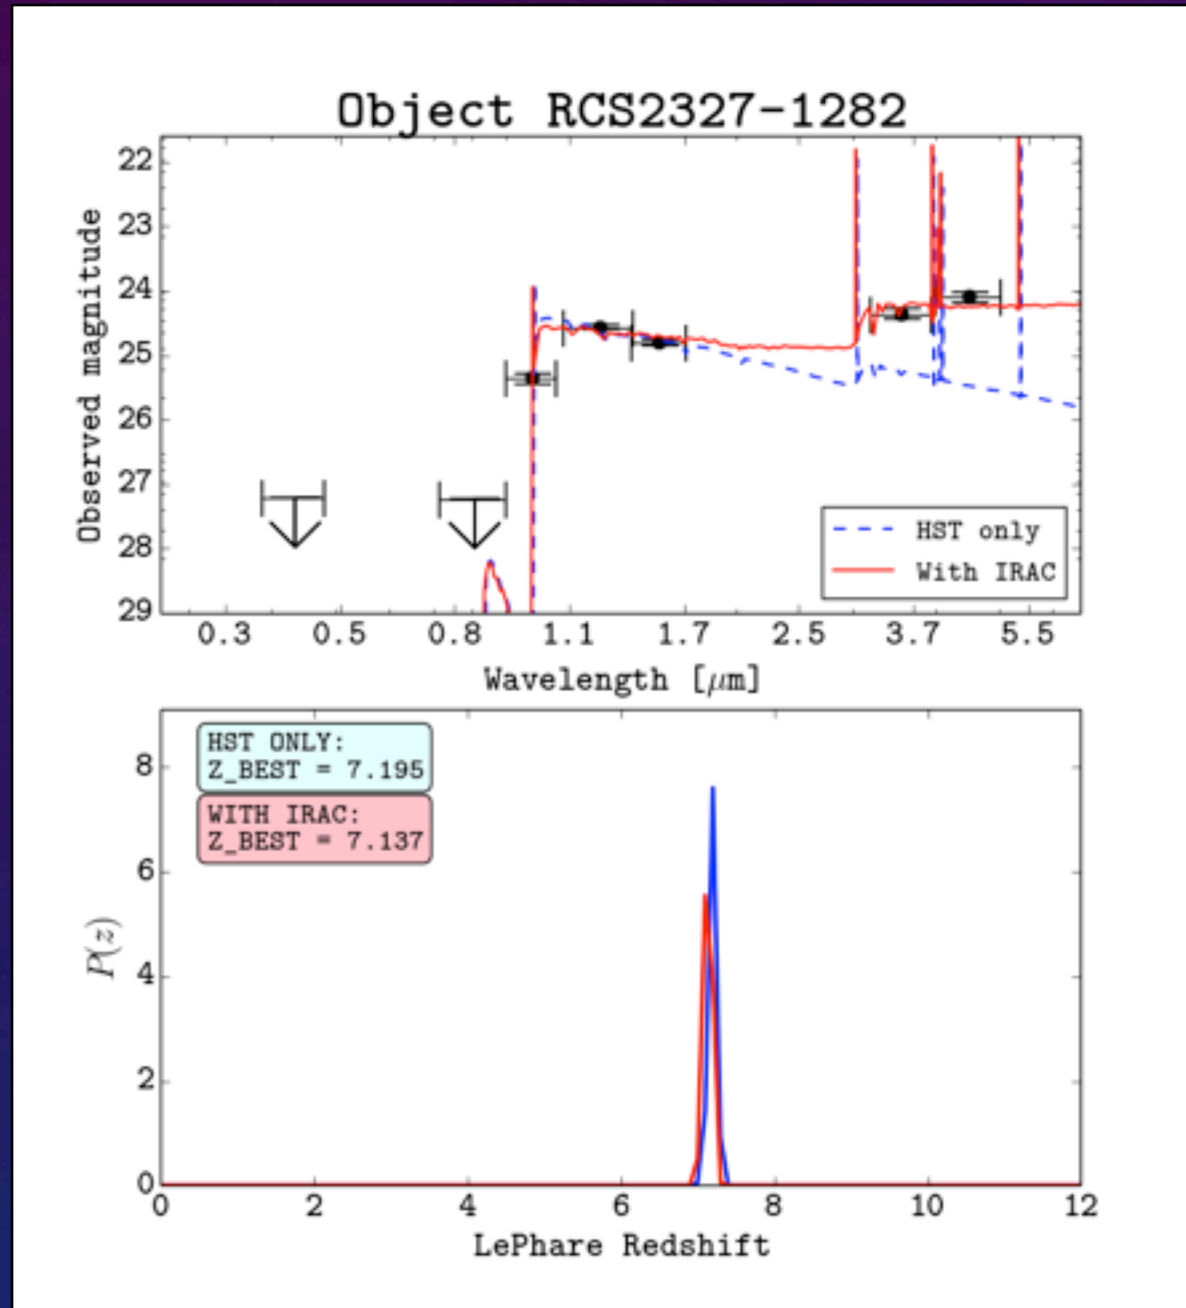 Object RCS2327-1282
Observed magnitude
22
23
24
25
26
27
28
29
HST only
With IRAC
0.3 0.5 0.8 1.1 1.7 2.5 3.7 5.5
Wavelength [μm]
HST ONLY:
Z_BEST = 7.195
WITH IRAC:
Z_BEST = 7.137
P(z)
8
6
4
2
0
0 2 4 6 8 10 12
LePhare Redshift